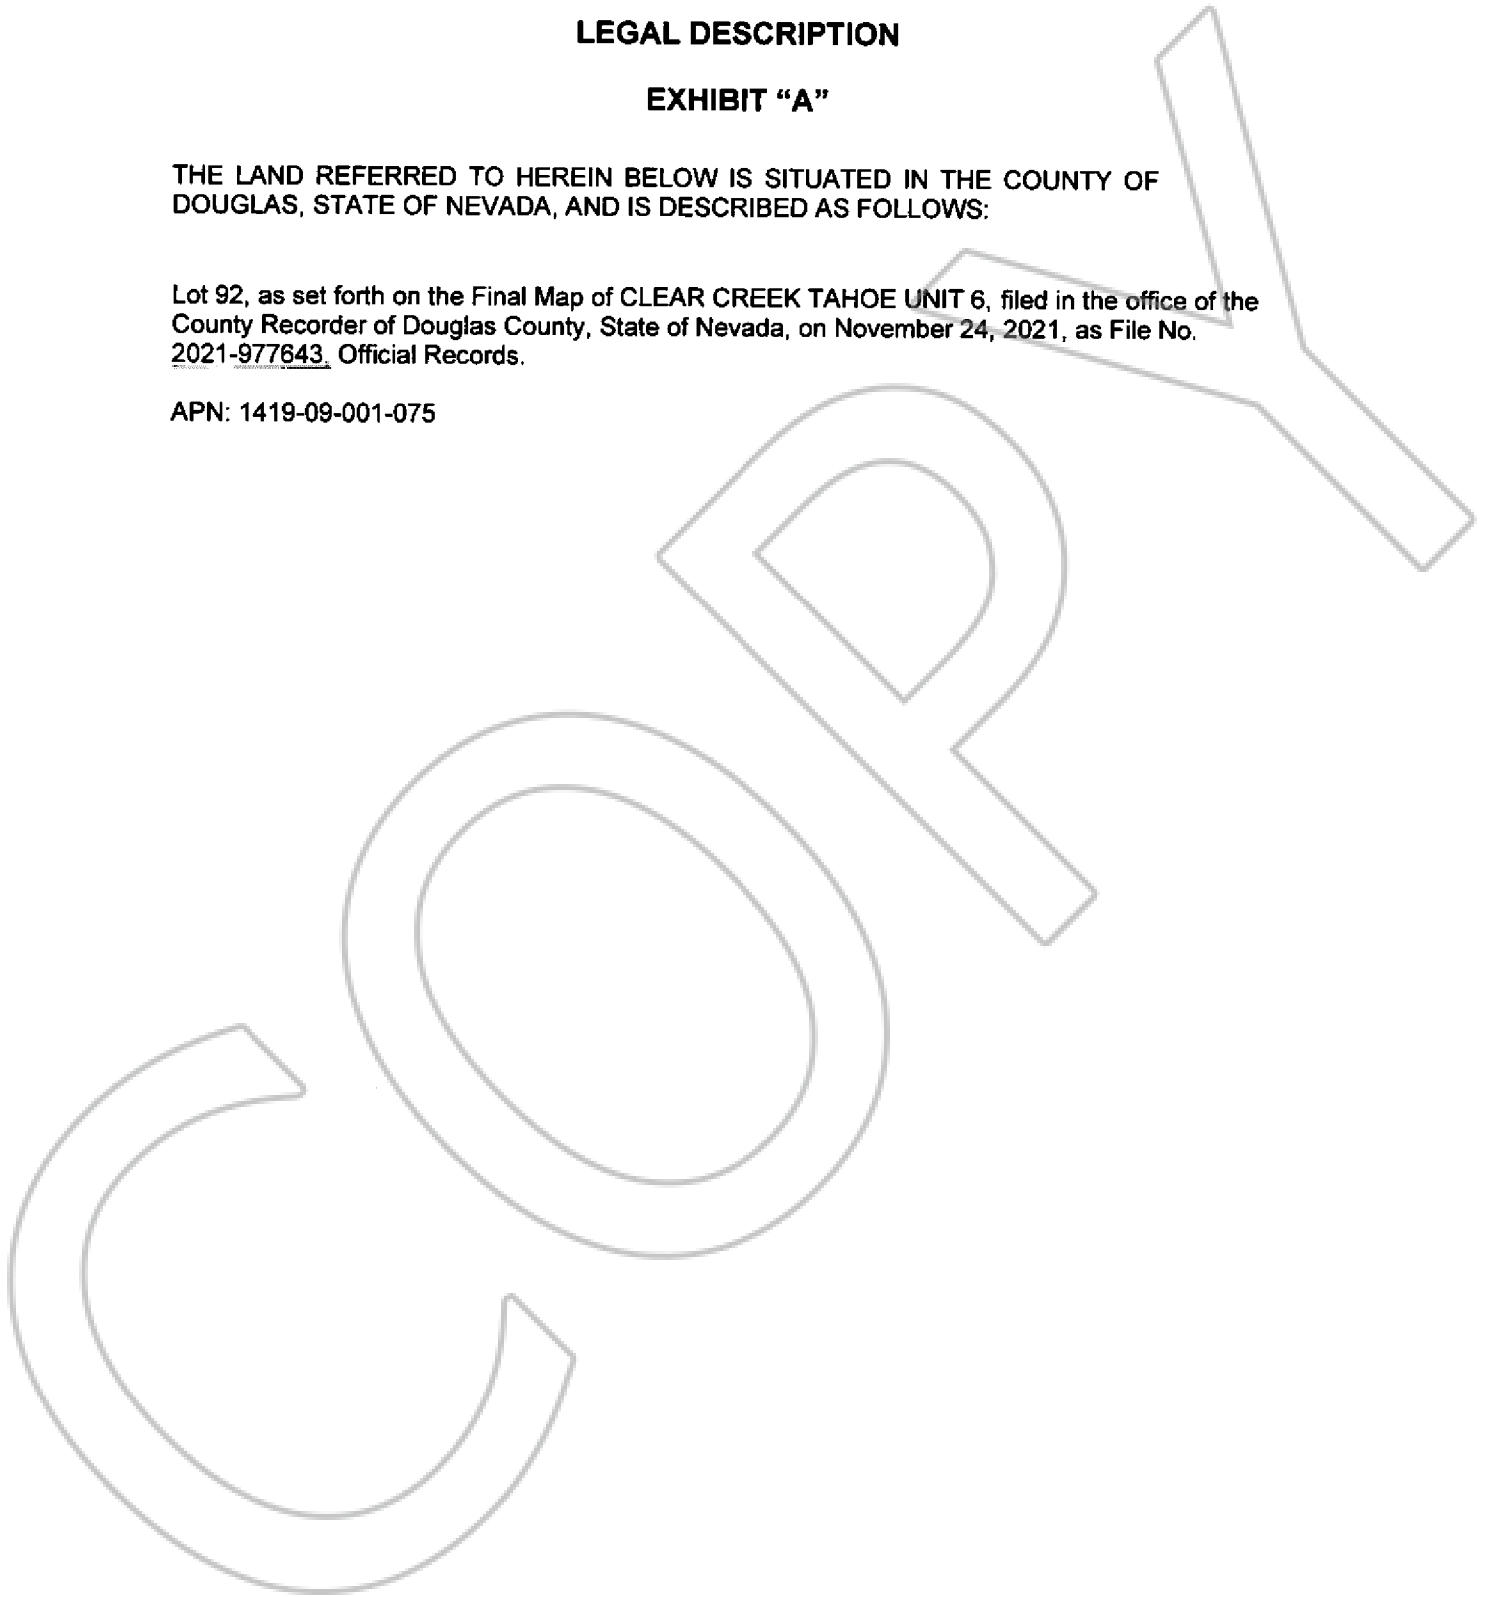 LEGAL DESCRIPTION
EXHIBIT “A”
THE LAND REFERRED TO HEREIN BELOW IS SITUATED IN THE COUNTY OF
DOUGLAS, STATE OF NEVADA, AND IS DESCRIBED AS FOLLOWS:
Lot 92, as set forth on the Final Map of CLEAR CREEK TAHOE UNIT 6, filed in the office of the
County Recorder of Douglas County, State of Nevada, on November 24, 2021, as File No.
2021-977643, Official Records.
APN: 1419-09-001-075
COPY